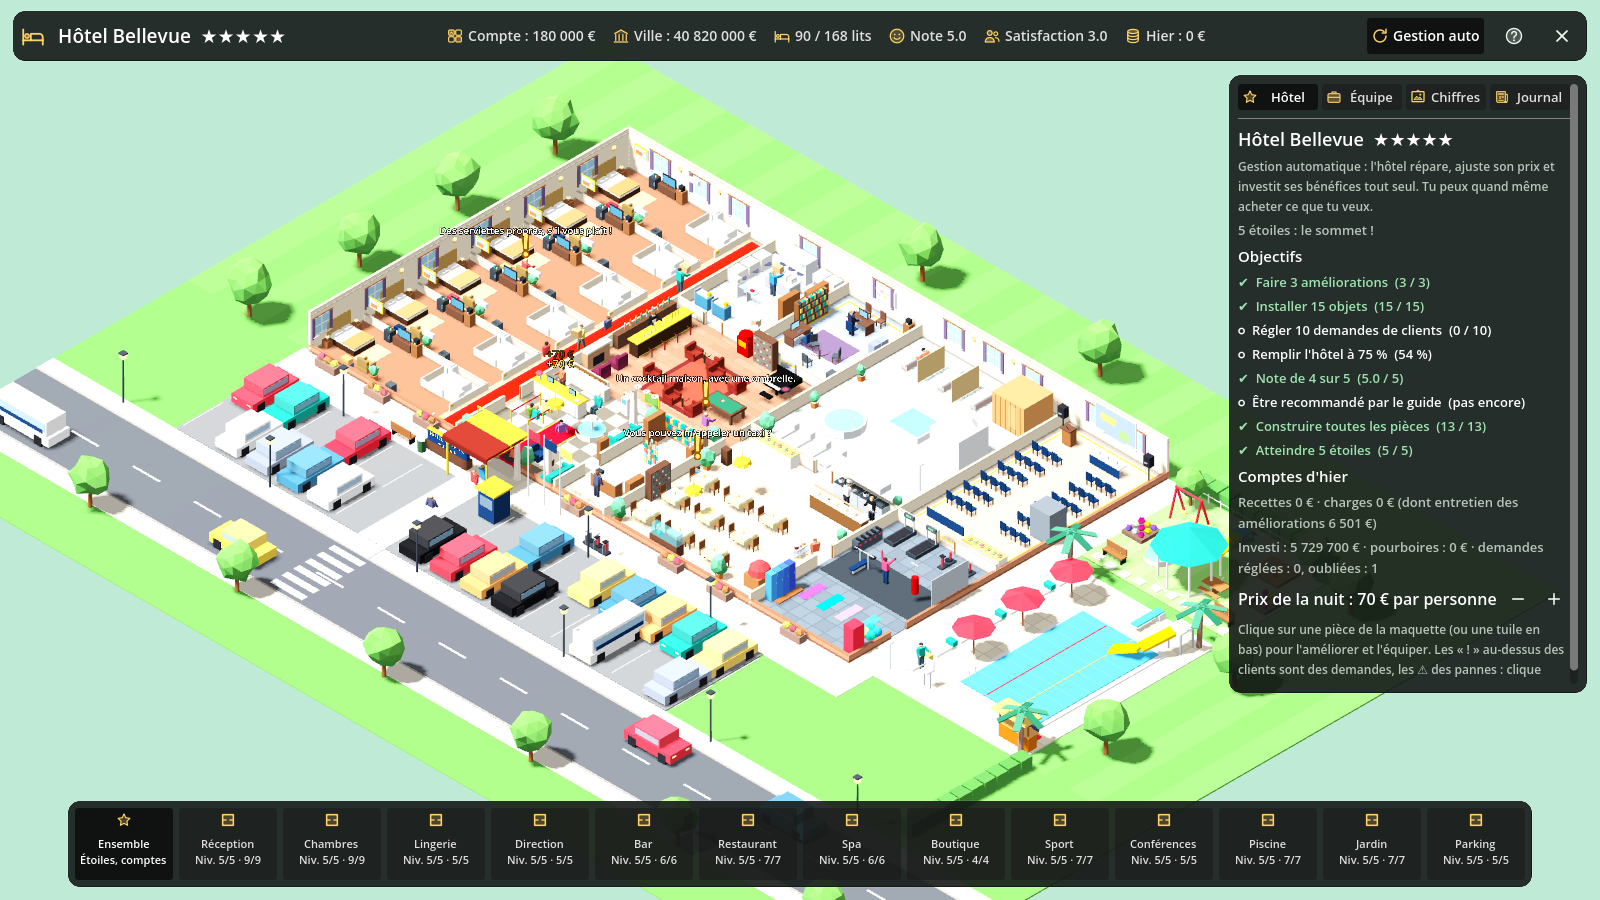 Hôtel Bellevue ★★★★★
Compte : 180 000 €
Ville : 40 820 000 €
90 / 168 lits
Note 5.0
Satisfaction 3.0
Hier : 0 €
Gestion auto
Hôtel
Équipe
Chiffres
Journal
Hôtel Bellevue ★★★★★
Gestion automatique : l'hôtel répare, ajuste son prix et
investit ses bénéfices tout seul. Tu peux quand même
acheter ce que tu veux.
5 étoiles : le sommet !
Objectifs
✔ Faire 3 améliorations (3 / 3)
✔ Installer 15 objets (15 / 15)
Régler 10 demandes de clients (0 / 10)
Remplir l'hôtel à 75 % (54 %)
✔ Note de 4 sur 5 (5.0 / 5)
Être recommandé par le guide (pas encore)
✔ Construire toutes les pièces (13 / 13)
✔ Atteindre 5 étoiles (5 / 5)
Comptes d'hier
Recettes 0 € · charges 0 € (dont entretien des
améliorations 6 501 €)
Investi : 5 729 700 € · pourboires : 0 € · demandes
réglées : 0, oubliées : 1
Prix de la nuit : 70 € par personne − +
Clique sur une pièce de la maquette (ou une tuile en
bas) pour l'améliorer et l'équiper. Les « ! » au-dessus des
clients sont des demandes, les ⚠ des pannes : clique
Des serviettes propres, s'il vous plaît !
Un cocktail maison, avec une ombrelle.
Vous pouvez m'appeler un taxi ?
Ensemble
Étoiles, comptes
Réception
Niv. 5/5 · 9/9
Chambres
Niv. 5/5 · 9/9
Lingerie
Niv. 5/5 · 5/5
Direction
Niv. 5/5 · 5/5
Bar
Niv. 5/5 · 6/6
Restaurant
Niv. 5/5 · 7/7
Spa
Niv. 5/5 · 6/6
Boutique
Niv. 5/5 · 4/4
Sport
Niv. 5/5 · 7/7
Conférences
Niv. 5/5 · 5/5
Piscine
Niv. 5/5 · 7/7
Jardin
Niv. 5/5 · 7/7
Parking
Niv. 5/5 · 5/5